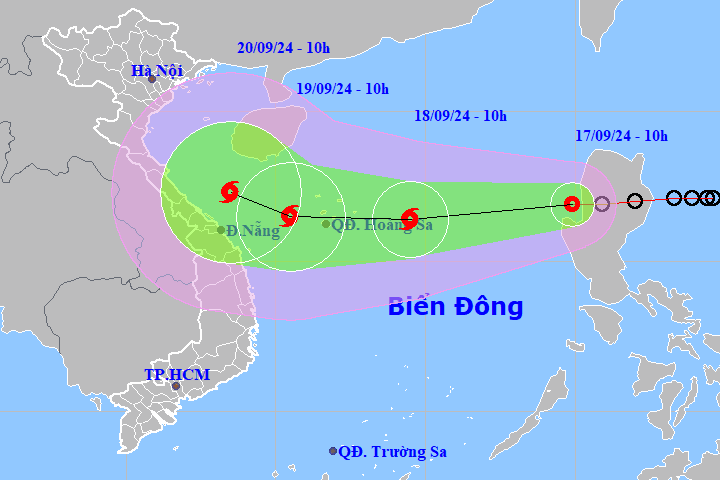 20/09/24 - 10h
Hà Nội
19/09/24 - 10h
18/09/24 - 10h
17/09/24 - 10h
QĐ. Hoàng Sa
Đ.Nẵng
Biển Đông
TP.HCM
QĐ. Trường Sa